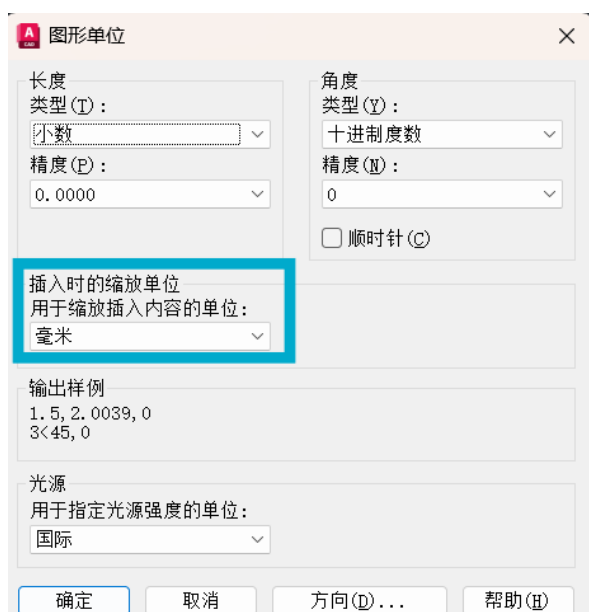 A
CAD
图形单位
长度
类型(T):
小数
精度(P):
0.0000
角度
类型(Y):
十进制度数
精度(N):
0
顺时针(C)
插入时的缩放单位
用于缩放插入内容的单位:
毫米
输出样例
1.5,2.0039,0
3<45,0
光源
用于指定光源强度的单位:
国际
确定 取消 方向(D)... 帮助(H)